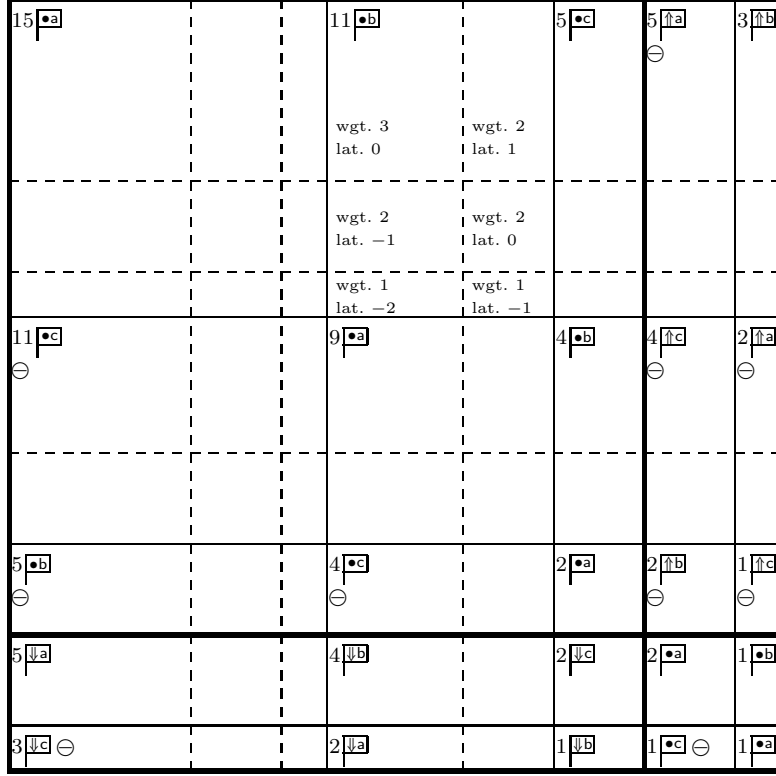 15 •a 11 •b 5 •c 5 ⇑a 3 ⇑b
⊖
wgt. 3 wgt. 2
lat. 0 lat. 1
wgt. 2 wgt. 2
lat. −1 lat. 0
wgt. 1 wgt. 1
lat. −2 lat. −1
11 •c 9 •a 4 •b 4 ⇑c 2 ⇑a
⊖ ⊖ ⊖
5 •b 4 •c 2 •a 2 ⇑b 1 ⇑c
⊖ ⊖ ⊖ ⊖
5 ⇓a 4 ⇓b 2 ⇓c 2 •a 1 •b
3 ⇓c ⊖ 2 ⇓a 1 ⇓b 1 •c ⊖ 1 •a